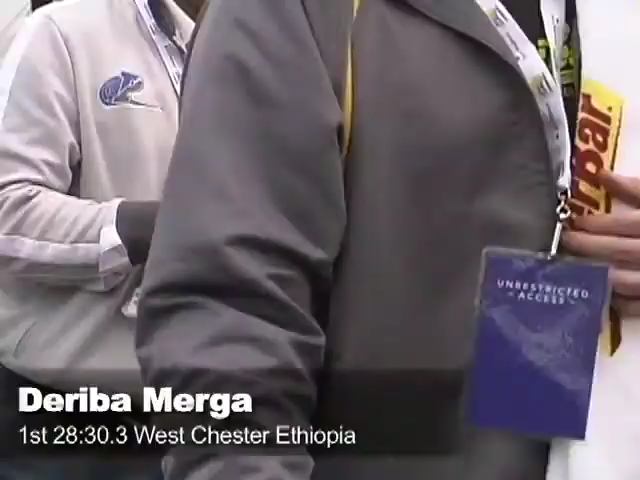 UNRESTRICTED
ACCESS
Deriba Merga
1st 28:30.3 West Chester Ethiopia